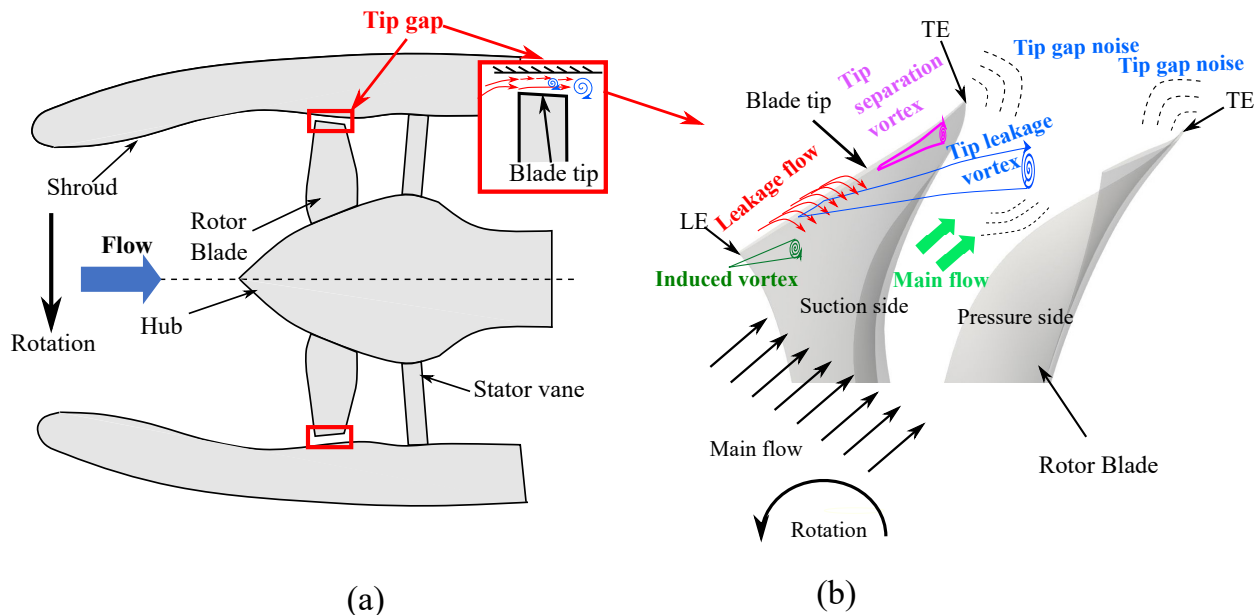 Tip gap
Shroud
Rotor
Blade
Flow
Hub
Rotation
Stator vane
Blade tip
(a)
TE
Tip gap noise
Tip gap noise
TE
Tip
separation
vortex
Blade tip
Tip leakage
vortex
Leakage flow
LE
Induced vortex
Main flow
Suction side
Pressure side
Main flow
Rotor Blade
Rotation
(b)